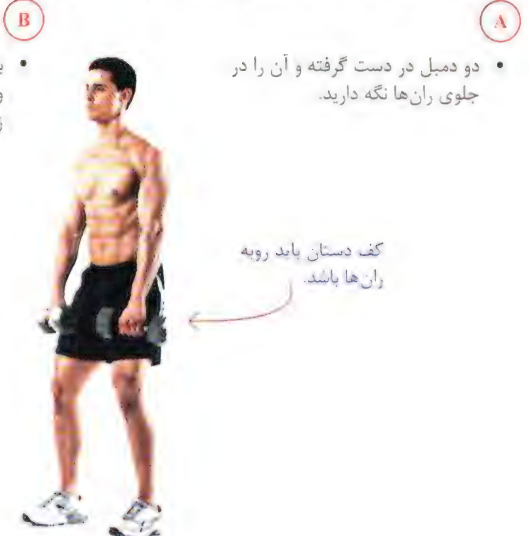 A
• دو دمبل در دست گرفته و آن را در
جلوی ران‌ها نگه دارید.
کف دستان باید روبه
ران‌ها باشد.
B
•